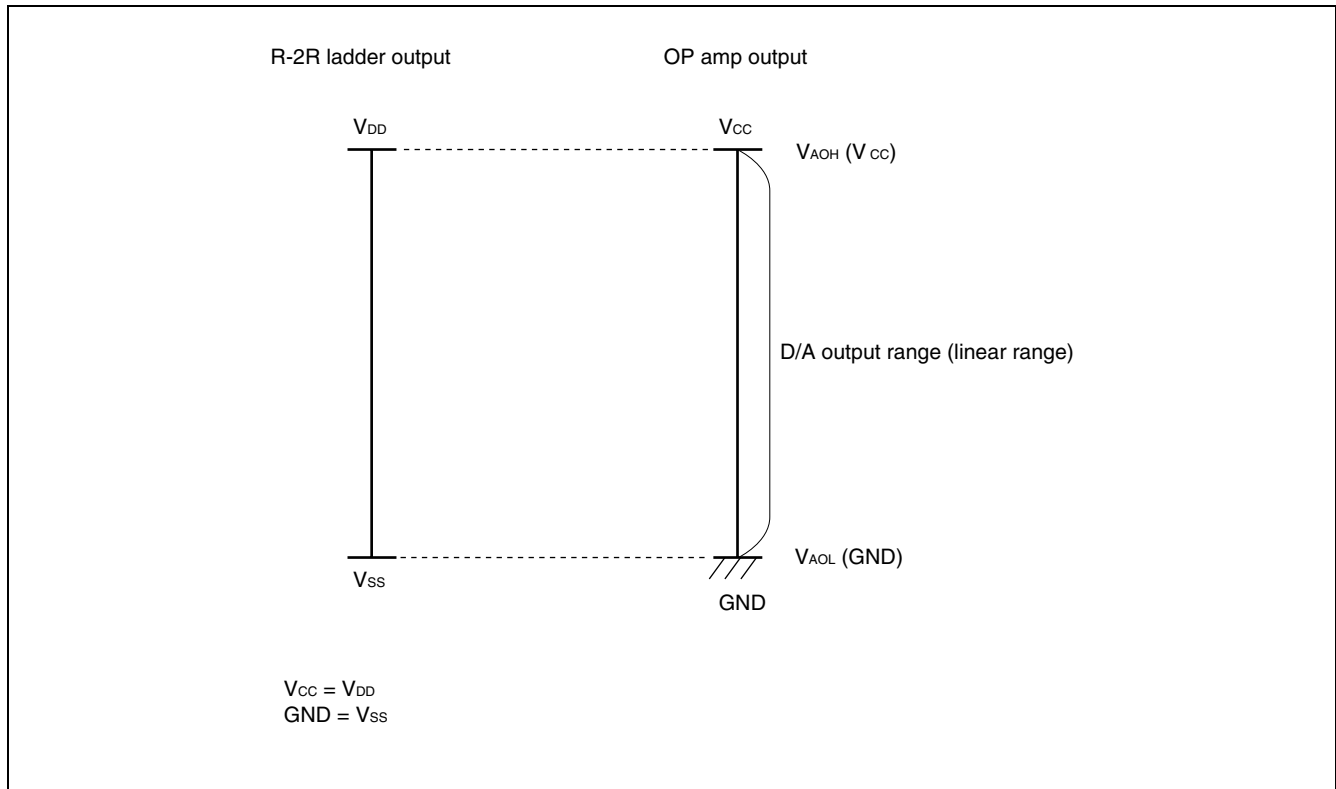 R-2R ladder output
OP amp output
VDD
VCC
VAOH (VCC)
D/A output range (linear range)
VSS
VAOL (GND)
GND
VCC = VDD
GND = VSS